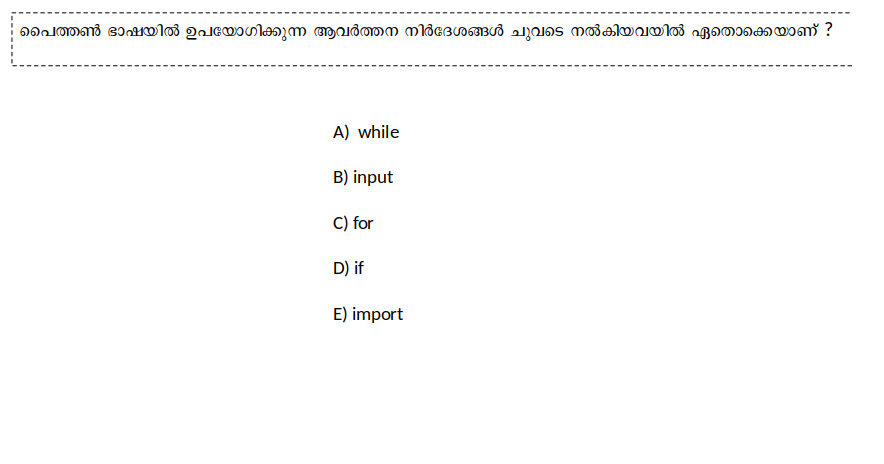 പൈത്തൺ ഭാഷയിൽ ഉപയോഗിക്കുന്ന ആവർത്തന നിർദേശങ്ങൾ ചുവടെ നൽകിയവയിൽ ഏതൊക്കെയാണ് ?
A) while
B) input
C) for
D) if
E) import